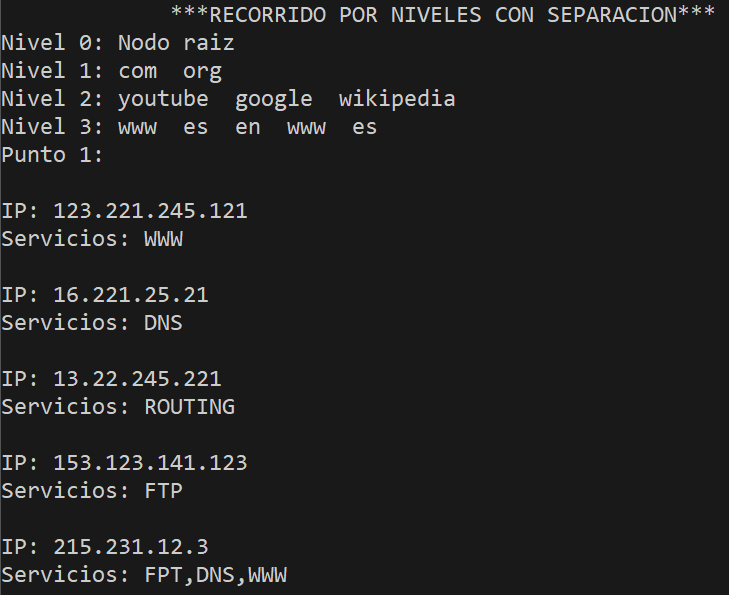 ***RECORRIDO POR NIVELES CON SEPARACION***
Nivel 0: Nodo raiz
Nivel 1: com  org
Nivel 2: youtube  google  wikipedia
Nivel 3: www  es  en  www  es
Punto 1:
IP: 123.221.245.121
Servicios: WWW
IP: 16.221.25.21
Servicios: DNS
IP: 13.22.245.221
Servicios: ROUTING
IP: 153.123.141.123
Servicios: FTP
IP: 215.231.12.3
Servicios: FPT,DNS,WWW